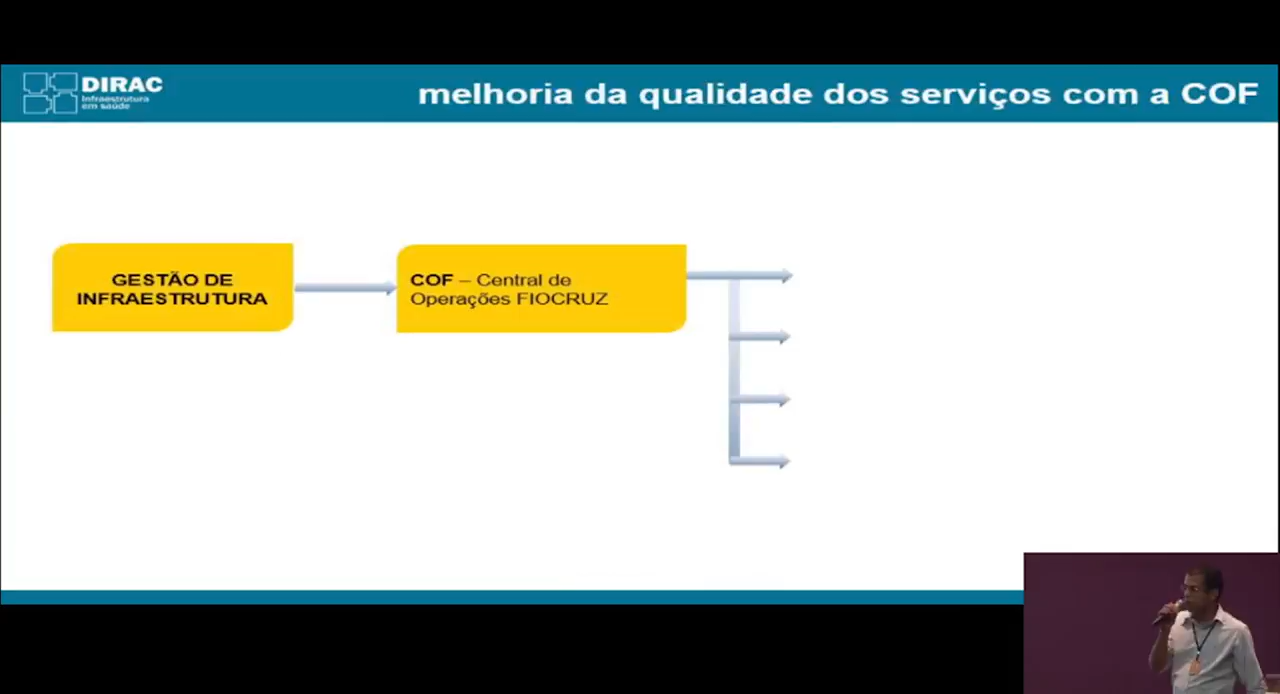 DIRAC
Infraestrutura
em saúde
melhoria da qualidade dos serviços com a COF
GESTÃO DE
INFRAESTRUTURA
COF – Central de
Operações FIOCRUZ